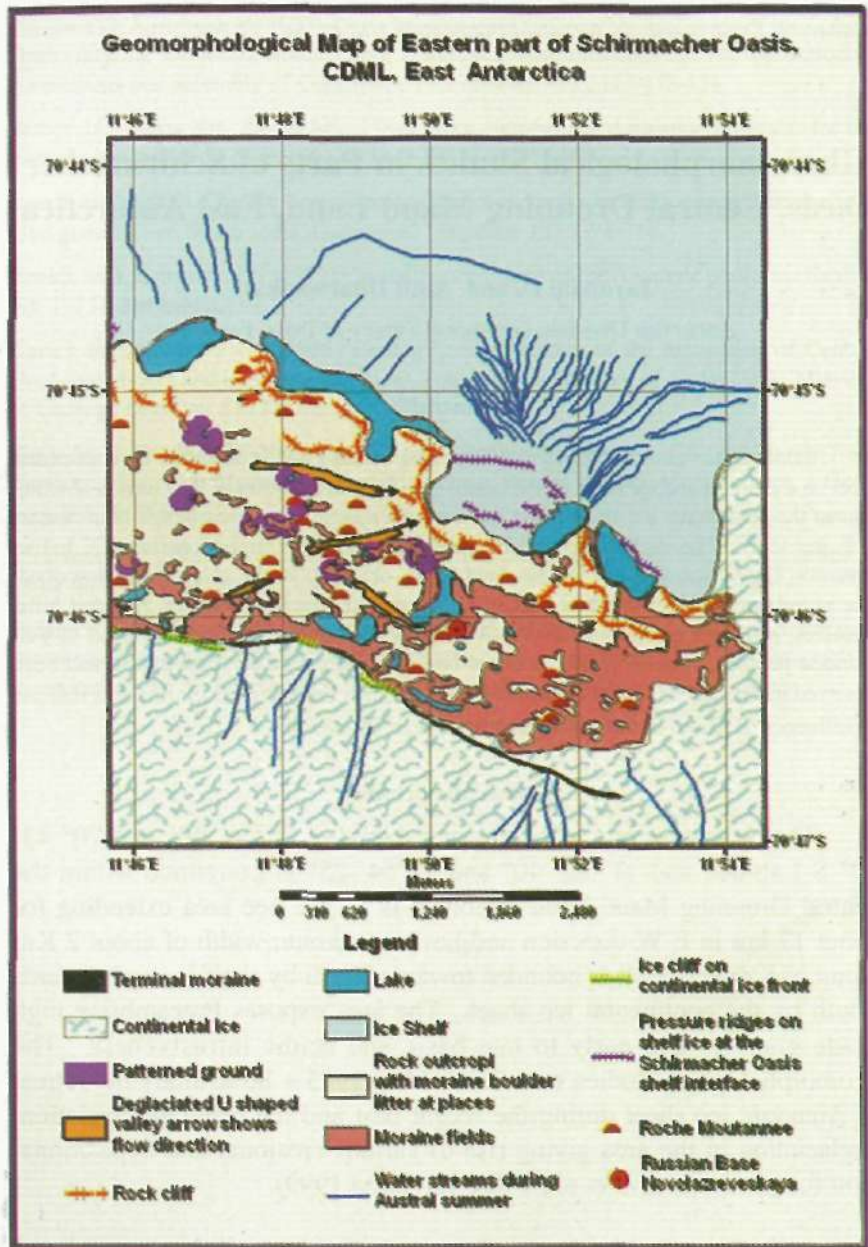 Geomorphological Map of Eastern part of Schirmacher Oasis,
CDML, East Antarctica
11°46'E 11°48'E 11°50'E 11°52'E 11°54'E
70°44'S 70°44'S
70°45'S 70°45'S
70°46'S 70°46'S
70°47'S
11°46'E 11°48'E 11°50'E 11°52'E 11°54'E
Meters
0 310 620 1,240 1,860 2,480
Legend
Terminal moraine
Continental Ice
Patterned ground
Deglaciated U shaped
valley arrow shows
flow direction
Rock cliff
Lake
Ice Shelf
Rock outcropl
with moraine boulder
litter at places
Moraine fields
Water streams during
Austral summer
Ice cliff on
continental ice front
Pressure ridges on
shelf ice at the
Schirmacher Oasis
shelf interface
Roche Moutannee
Russian Base
Novolazeveskaya